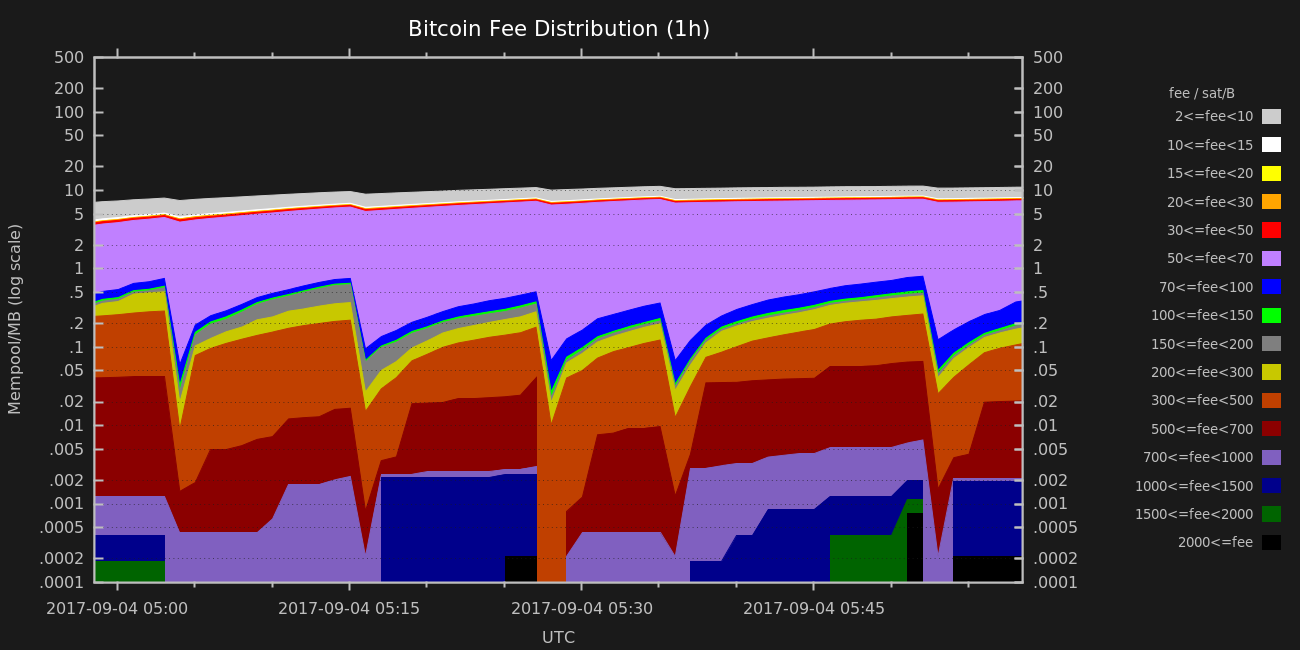 Bitcoin Fee Distribution (1h)
Mempool/MB (log scale)
500
200
100
50
20
10
5
2
1
.5
.2
.1
.05
.02
.01
.005
.002
.001
.0005
.0002
.0001
500
200
100
50
20
10
5
2
1
.5
.2
.1
.05
.02
.01
.005
.002
.001
.0005
.0002
.0001
fee / sat/B
2<=fee<10
10<=fee<15
15<=fee<20
20<=fee<30
30<=fee<50
50<=fee<70
70<=fee<100
100<=fee<150
150<=fee<200
200<=fee<300
300<=fee<500
500<=fee<700
700<=fee<1000
1000<=fee<1500
1500<=fee<2000
2000<=fee
2017-09-04 05:00
2017-09-04 05:15
2017-09-04 05:30
2017-09-04 05:45
UTC